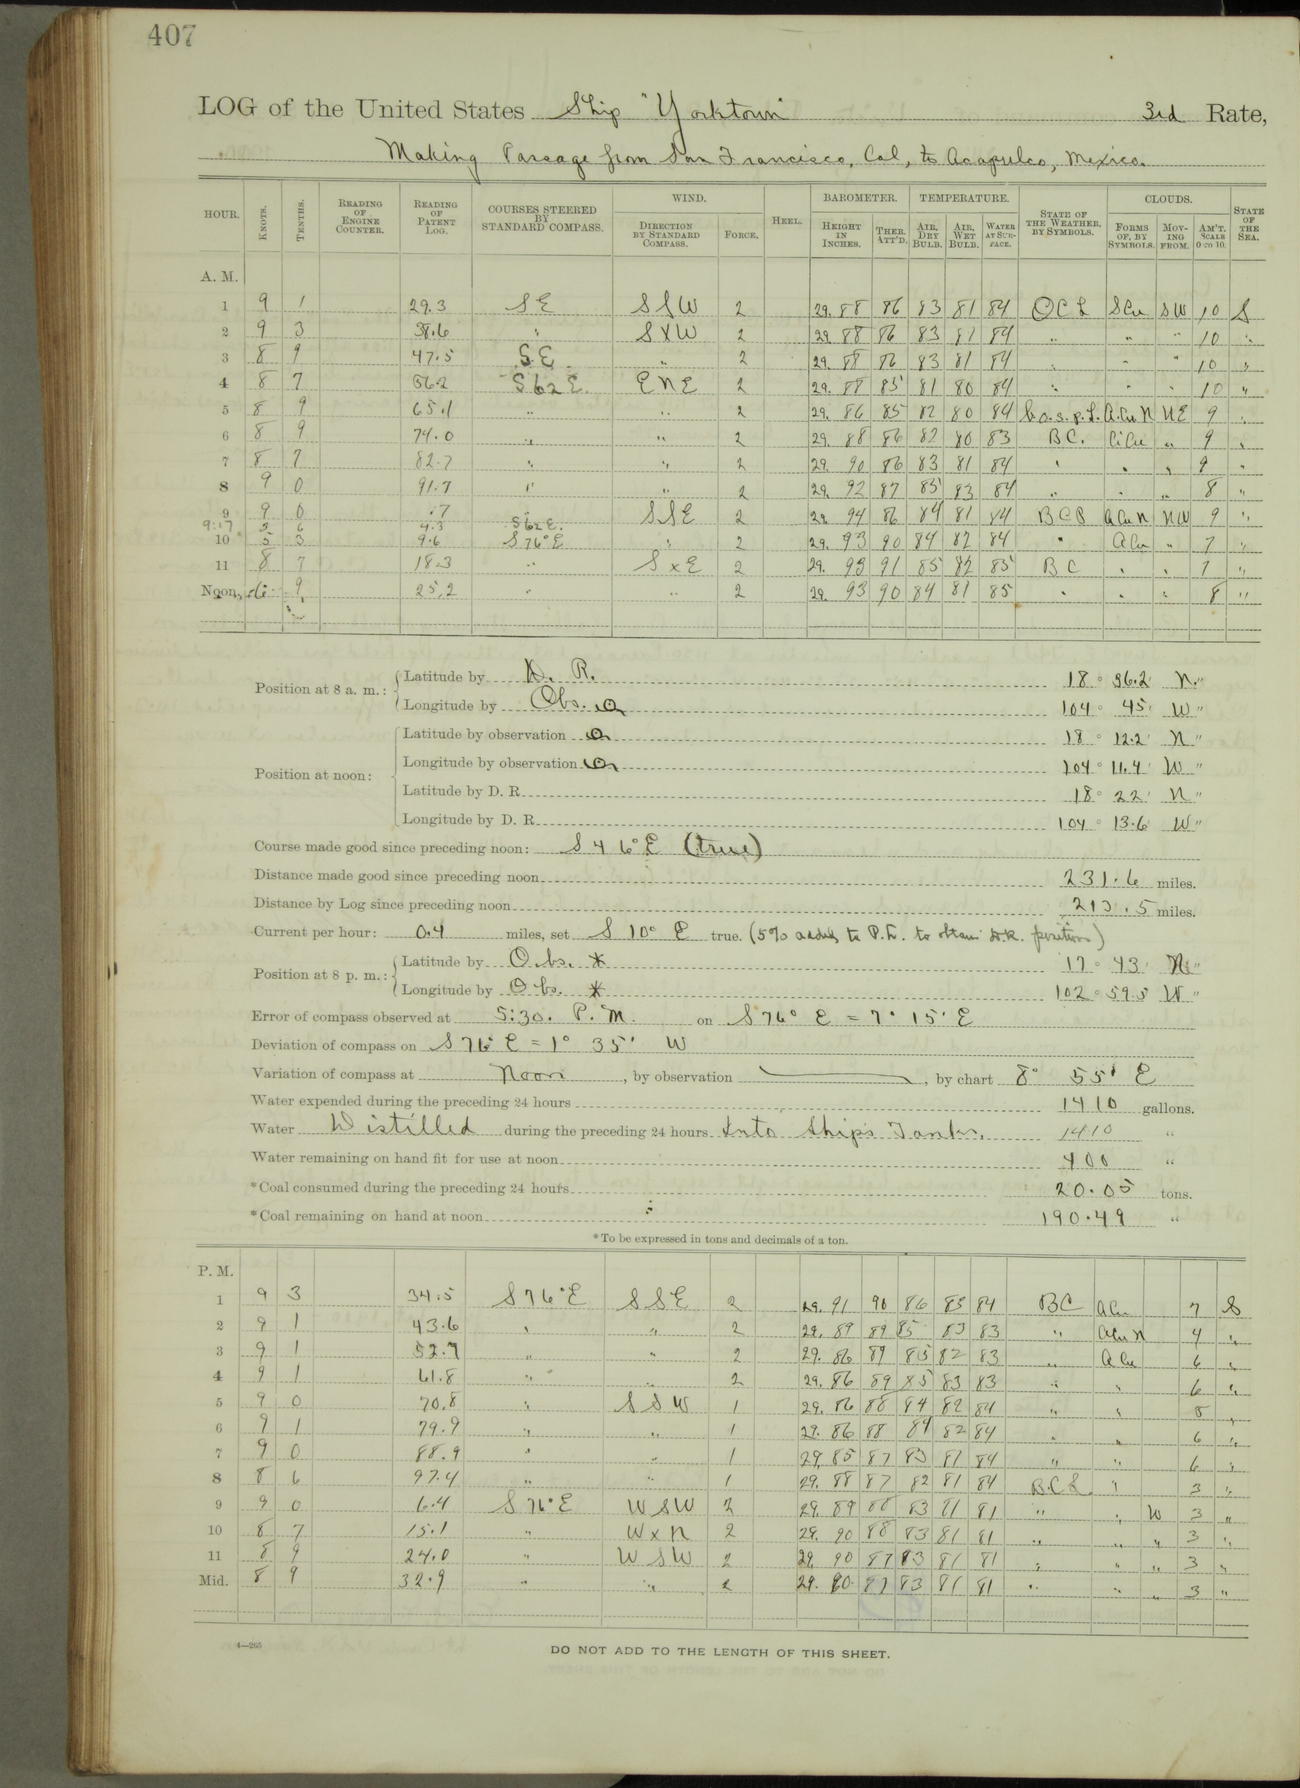 407
LOG of the United States Ship "Yorktown" 3rd Rate,
Making Passage from San Francisco, Cal, to Acapulco, Mexico.
HOUR. KNOTS. TENTHS. READING OF ENGINE COUNTER. READING OF PATENT LOG. COURSES STEERED BY STANDARD COMPASS. WIND. DIRECTION BY STANDARD COMPASS. FORCE. HEEL. BAROMETER. HEIGHT IN INCHES. THER. ATT'D. TEMPERATURE. AIR, DRY BULB. AIR, WET BULB. WATER AT SURFACE. STATE OF THE WEATHER, BY SYMBOLS. CLOUDS. FORMS OF, BY SYMBOLS. MOVING FROM. AM'T. SCALE 0 TO 10. STATE OF THE SEA.
A. M.
1 9 1 29.3 SE SSW 2 29.88 86 83 81 84 OCL SCu SW 10 S
2 9 3 38.6 " SXW 2 29.88 86 83 81 84 " " " 10 "
3 8 9 47.5 S.E. " 2 29.88 86 83 81 84 " " " 10 "
4 8 7 56.2 S62E ENE 2 29.88 85 81 80 84 " " " 10 "
5 8 9 65.1 " " 2 29.86 85 82 80 84 b.o.s.p.L. A.Cu N NE 9 "
6 8 9 74.0 " " 2 29.88 86 82 80 83 BC. CiCu " 9 "
7 8 7 82.7 " " 2 29.90 86 83 81 84 " " " 9 "
8 9 0 91.7 " " 2 29.92 87 85 83 84 " " " 8 "
9 9 0 .7 SSE 2 29.94 86 84 81 84 BCP ACuN NW 9 "
9:17 3 6 4.3 S62E.
10 5 3 9.6 S76°E " 2 29.93 90 84 82 84 " ACu " 7 "
11 8 7 18.3 " SxE 2 29.93 91 85 82 85 BC " " 7 "
Noon, 6 9 25.2 " " 2 29.93 90 84 81 85 " " " 8 "
Position at 8 a. m.: Latitude by D. R. 18° 36.2' N."
Longitude by Obs. 104° 45' W"
Position at noon: Latitude by observation 18° 12.2' N"
Longitude by observation 104° 11.4' W"
Latitude by D. R. 18° 22' N"
Longitude by D. R. 104° 13.6' W"
Course made good since preceding noon: S 46° E (true)
Distance made good since preceding noon 231.6 miles.
Distance by Log since preceding noon 213.5 miles.
Current per hour: 0.4 miles, set S 10° E true. (5% added to P.L. to obtain D.R. position)
Position at 8 p. m.: Latitude by Obs. * 17° 43' N"
Longitude by Obs. * 102° 59.5 W"
Error of compass observed at 5:30. P.M. on S76° E = 7° 15' E
Deviation of compass on S76° E = 1° 35' W
Variation of compass at Noon, by observation, by chart 8° 55' E
Water expended during the preceding 24 hours 1410 gallons.
Water Distilled during the preceding 24 hours Into Ship's Tanks. 1410 "
Water remaining on hand fit for use at noon 400 "
*Coal consumed during the preceding 24 hours 20.05 tons.
*Coal remaining on hand at noon 190.49 "
*To be expressed in tons and decimals of a ton.
P. M.
1 9 3 34.5 S76°E SSE 2 29.91 90 86 83 84 BC ACu 7 S
2 9 1 43.6 " " 2 29.89 89 85 83 83 " ACuN 4 "
3 9 1 52.7 " " 2 29.86 89 85 82 83 " ACu 6 "
4 9 1 61.8 " " 2 29.86 89 85 83 83 " " 6 "
5 9 0 70.8 " SSW 1 29.86 88 84 82 84 " " 5 "
6 9 1 79.9 " " 1 29.86 88 84 82 84 " " 6 "
7 9 0 88.9 " " 1 29.85 87 83 81 84 " " 6 "
8 8 6 97.4 " " 1 29.88 87 82 81 84 B.C.L. " 3 "
9 9 0 6.4 S76°E WSW 2 29.89 88 83 81 81 " " W 3 "
10 8 7 15.1 " WxN 2 29.90 88 83 81 81 " " " 3 "
11 8 9 24.0 " WSW 2 29.90 87 83 81 81 " " " 3 "
Mid. 8 9 32.9 " " 2 29.90 87 83 81 81 " " " 3 "
4—265
DO NOT ADD TO THE LENGTH OF THIS SHEET.